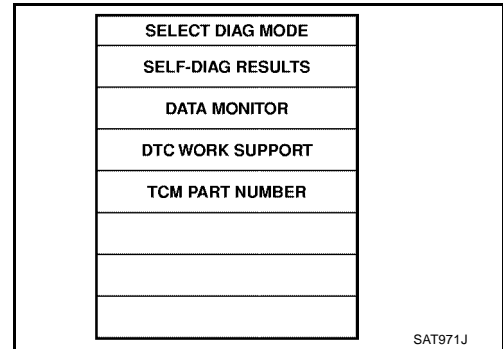 SELECT DIAG MODE
SELF-DIAG RESULTS
DATA MONITOR
DTC WORK SUPPORT
TCM PART NUMBER
SAT971J